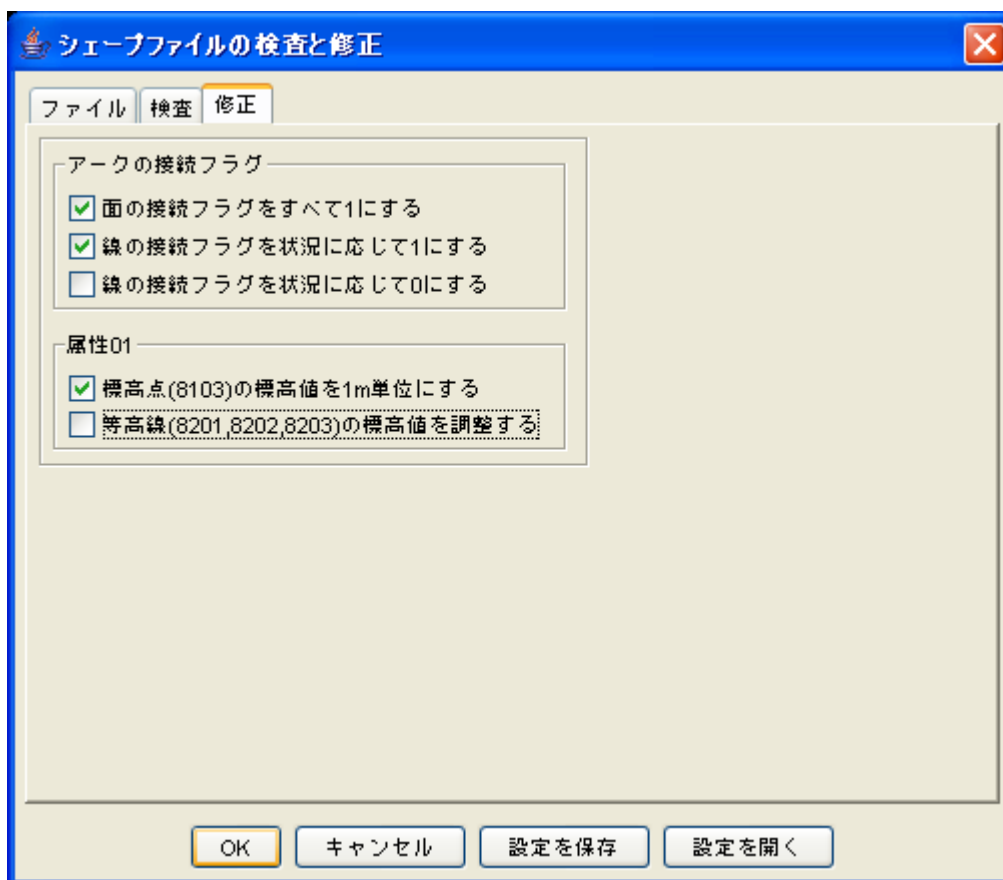 シェープファイルの検査と修正
ファイル 検査 修正
アークの接続フラグ
面の接続フラグをすべて1にする
線の接続フラグを状況に応じて1にする
線の接続フラグを状況に応じて0にする
属性01
標高点(8103)の標高値を1m単位にする
等高線(8201,8202,8203)の標高値を調整する
OK キャンセル 設定を保存 設定を開く